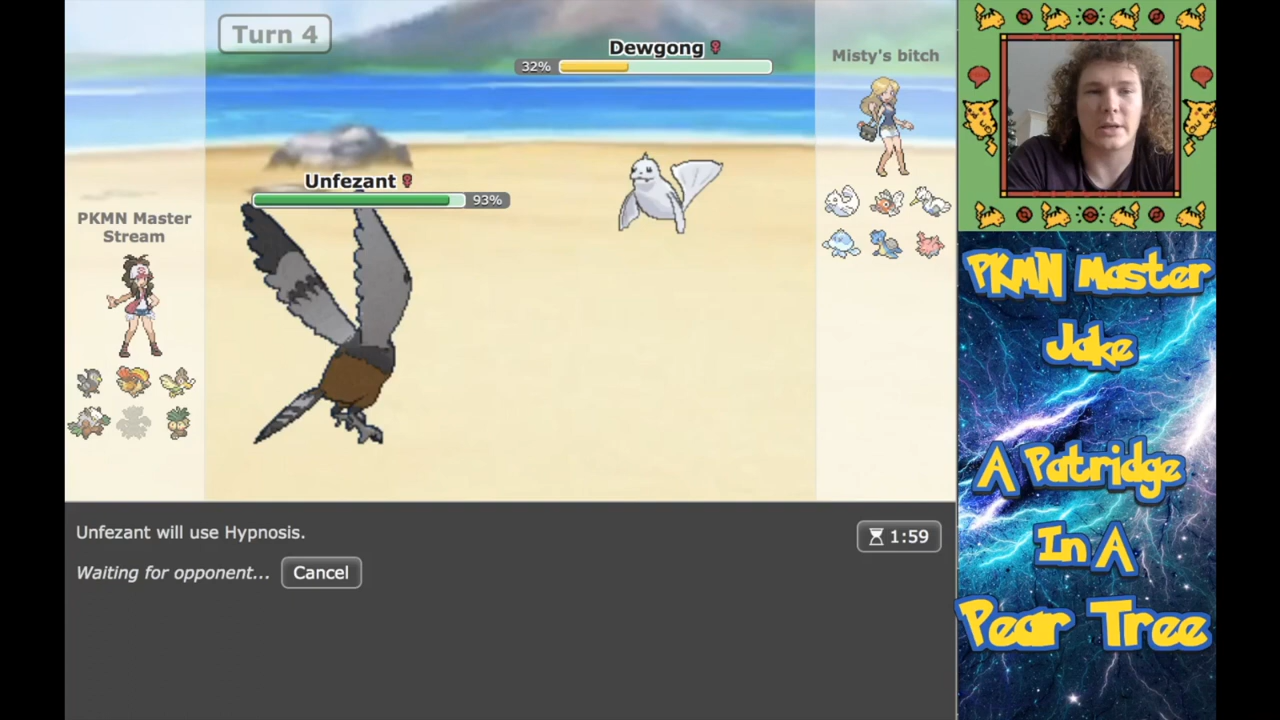 Turn 4
Dewgong
32%
Misty's bitch
Unfezant
93%
PKMN Master
Stream
Unfezant will use Hypnosis.
1:59
Waiting for opponent...
Cancel
PKMN Master
Jake
A Patridge
In A
Pear Tree